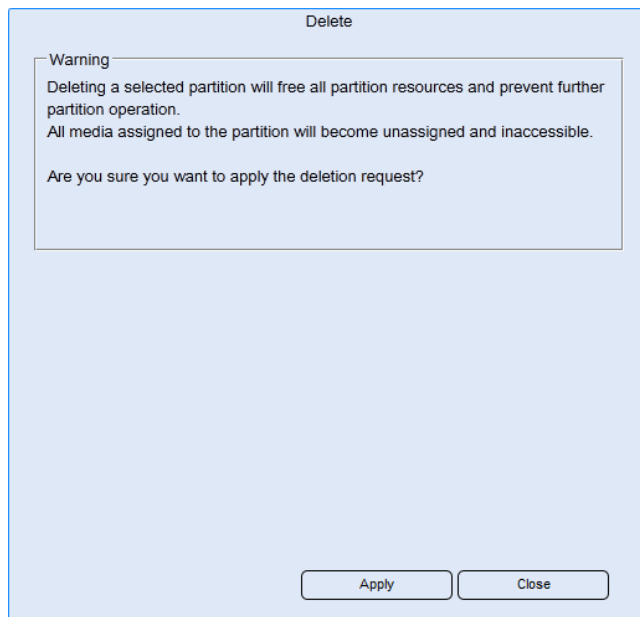 Delete
Warning
Deleting a selected partition will free all partition resources and prevent further
partition operation.
All media assigned to the partition will become unassigned and inaccessible.
Are you sure you want to apply the deletion request?
Apply
Close